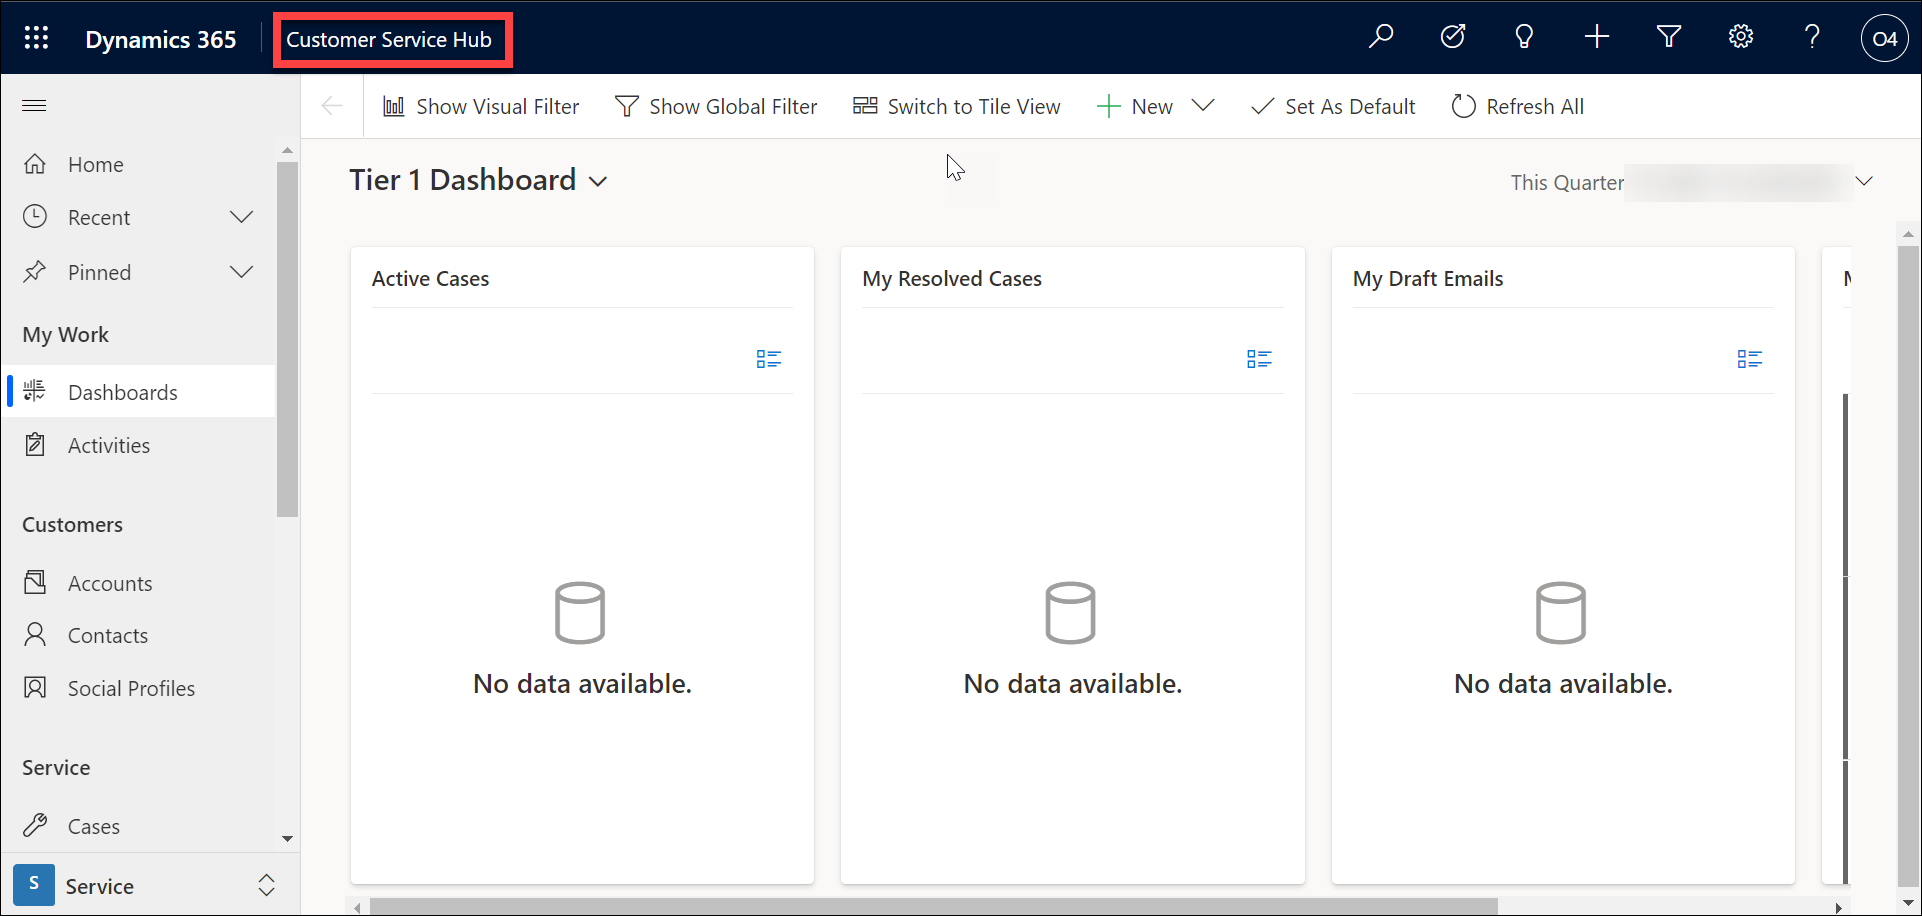 Dynamics 365 Customer Service Hub O4
Show Visual Filter Show Global Filter Switch to Tile View New Set As Default Refresh All
Home
Recent
Pinned
My Work
Dashboards
Activities
Customers
Accounts
Contacts
Social Profiles
Service
Cases
S Service
Tier 1 Dashboard This Quarter
Active Cases My Resolved Cases My Draft Emails
No data available. No data available. No data available.